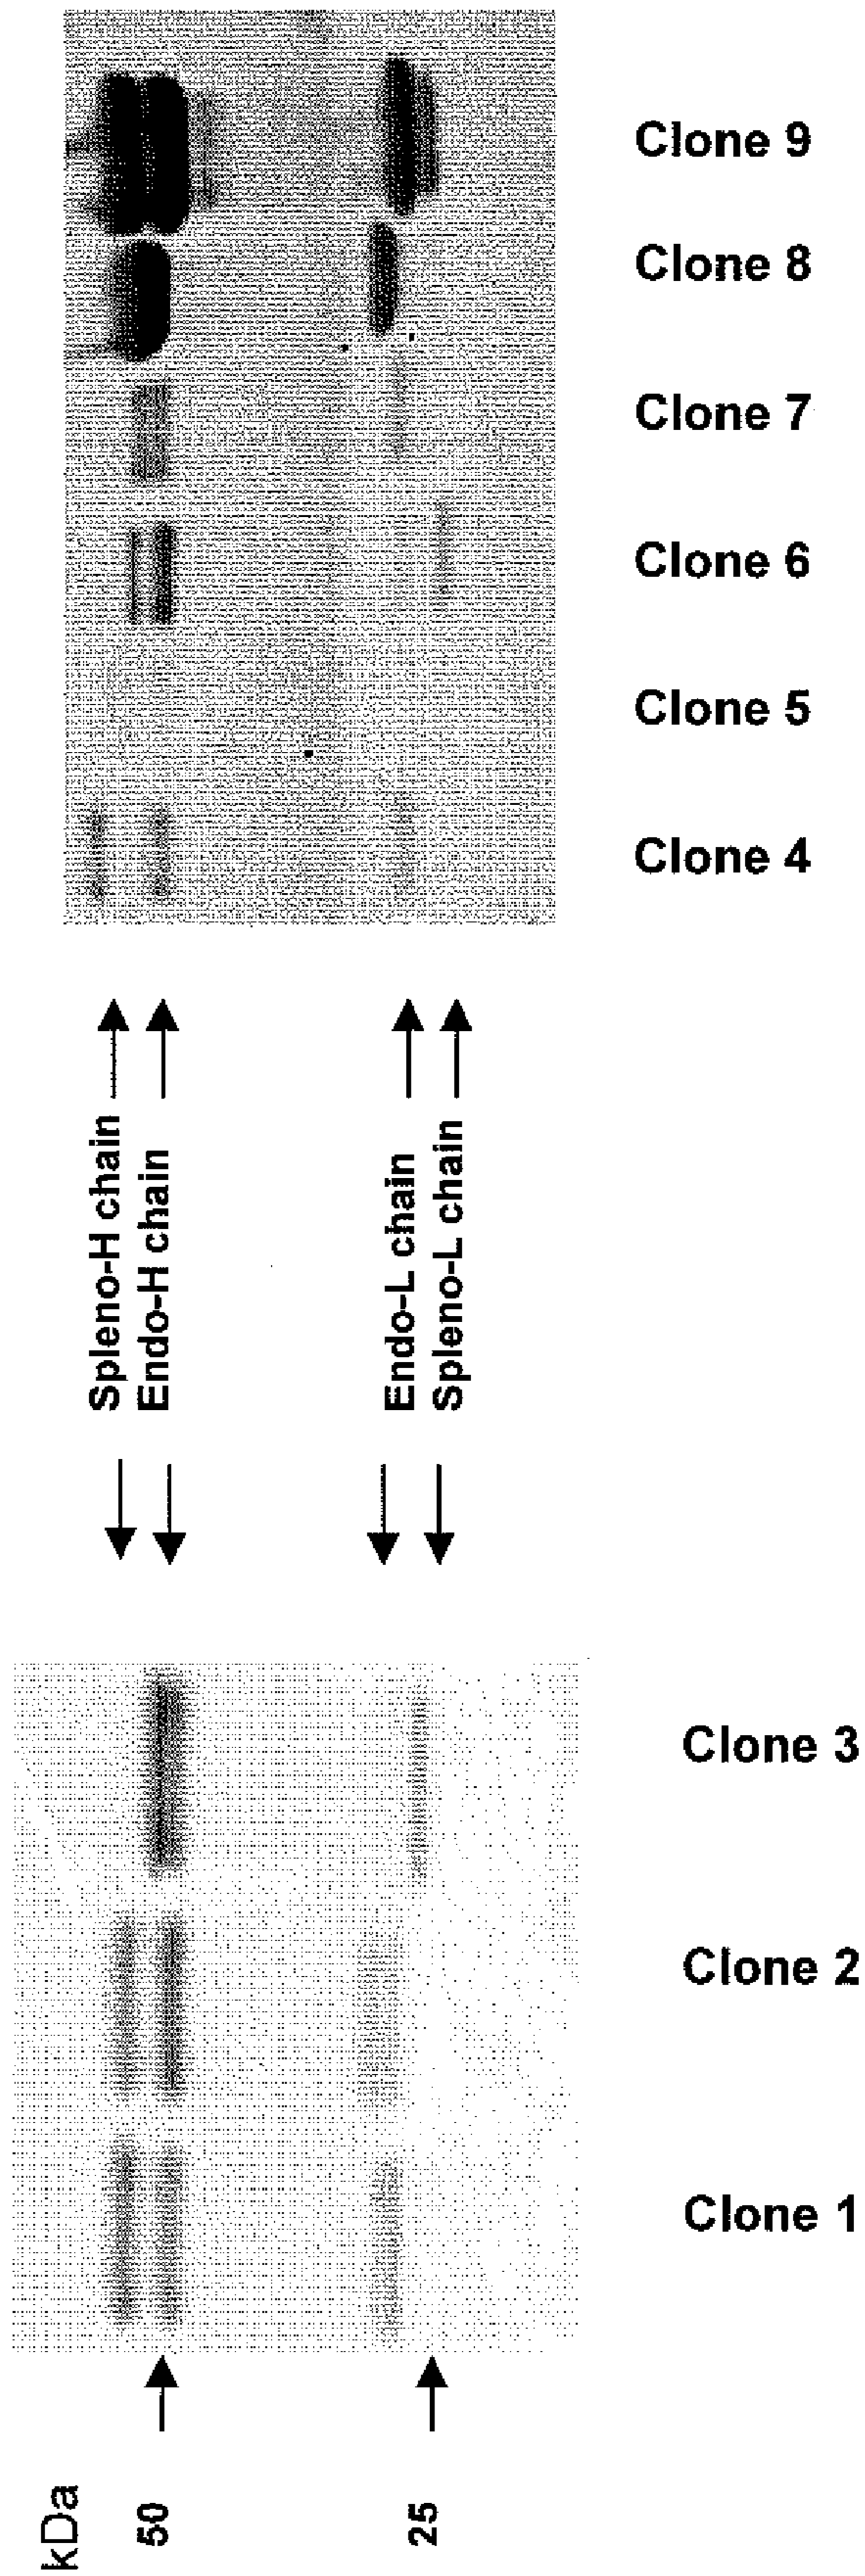 Clone 9
Clone 8
Clone 7
Clone 6
Clone 5
Clone 4
Spleno-H chain
Endo-H chain
Endo-L chain
Spleno-L chain
Clone 3
Clone 2
Clone 1
kDa
50
25